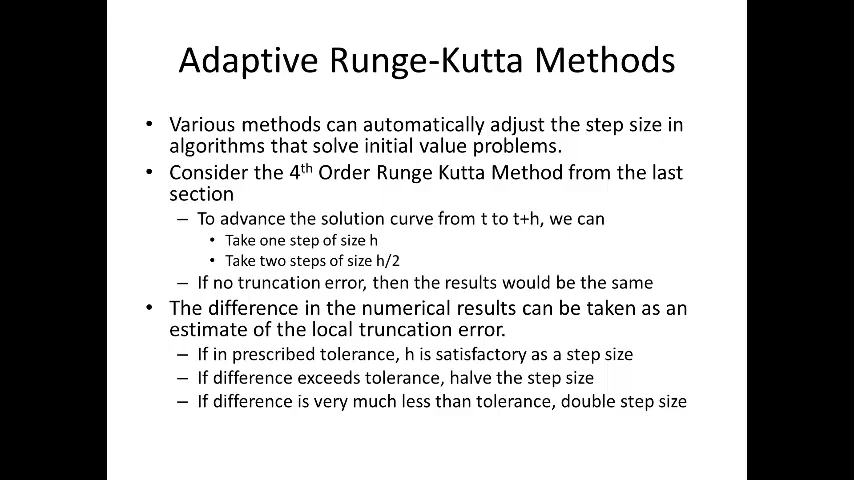 Adaptive Runge-Kutta Methods
• Various methods can automatically adjust the step size in
algorithms that solve initial value problems.
• Consider the 4th Order Runge Kutta Method from the last
section
– To advance the solution curve from t to t+h, we can
• Take one step of size h
• Take two steps of size h/2
– If no truncation error, then the results would be the same
• The difference in the numerical results can be taken as an
estimate of the local truncation error.
– If in prescribed tolerance, h is satisfactory as a step size
– If difference exceeds tolerance, halve the step size
– If difference is very much less than tolerance, double step size